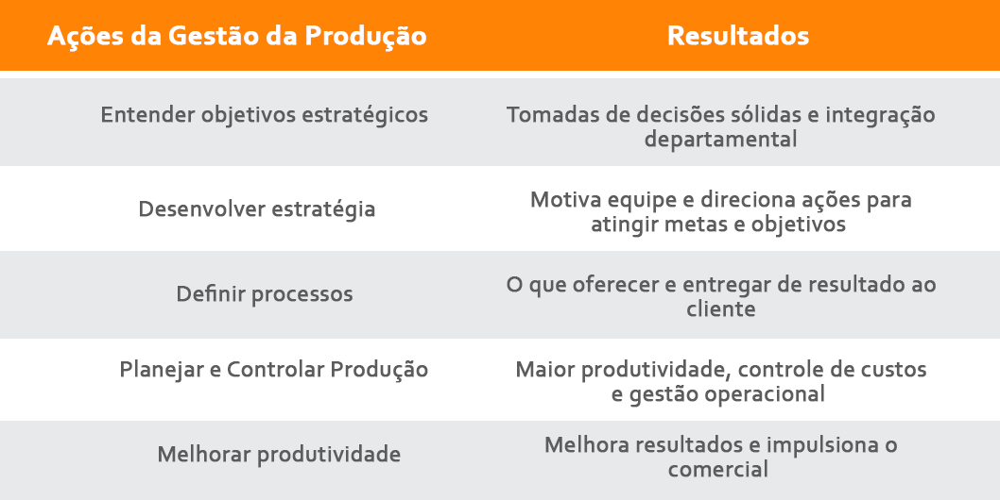 Ações da Gestão da Produção
Resultados
Entender objetivos estratégicos
Tomadas de decisões sólidas e integração
departamental
Desenvolver estratégia
Motiva equipe e direciona ações para
atingir metas e objetivos
Definir processos
O que oferecer e entregar de resultado ao
cliente
Planejar e Controlar Produção
Maior produtividade, controle de custos
e gestão operacional
Melhorar produtividade
Melhora resultados e impulsiona o
comercial